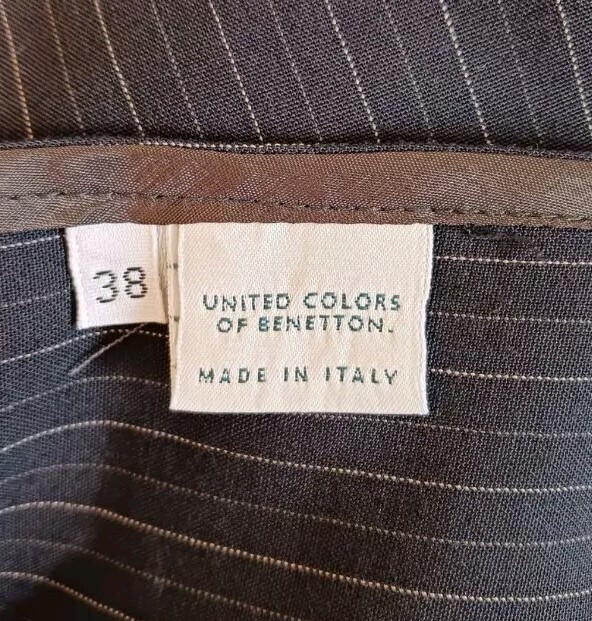 38
UNITED COLORS
OF BENETTON.
MADE IN ITALY